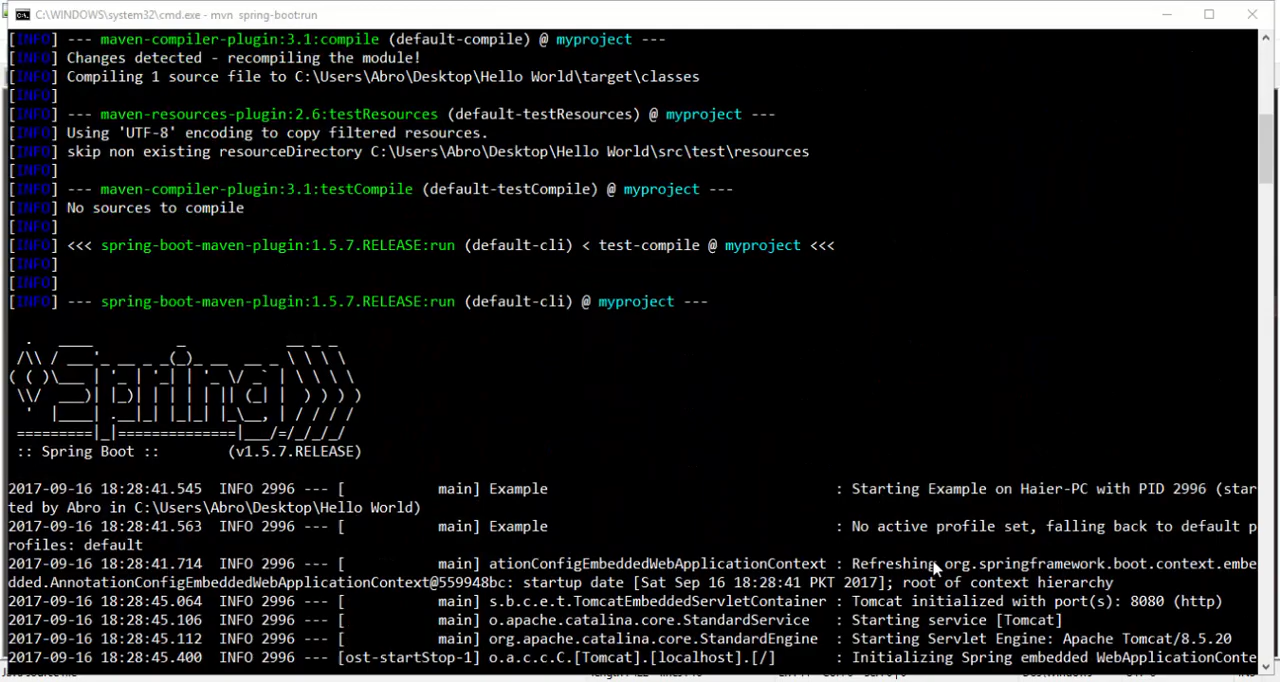 C:\WINDOWS\system32\cmd.exe - mvn spring-boot:run
[INFO] --- maven-compiler-plugin:3.1:compile (default-compile) @ myproject ---
[INFO] Changes detected - recompiling the module!
[INFO] Compiling 1 source file to C:\Users\Abro\Desktop\Hello World\target\classes
[INFO]
[INFO] --- maven-resources-plugin:2.6:testResources (default-testResources) @ myproject ---
[INFO] Using 'UTF-8' encoding to copy filtered resources.
[INFO] skip non existing resourceDirectory C:\Users\Abro\Desktop\Hello World\src\test\resources
[INFO]
[INFO] --- maven-compiler-plugin:3.1:testCompile (default-testCompile) @ myproject ---
[INFO] No sources to compile
[INFO]
[INFO] <<< spring-boot-maven-plugin:1.5.7.RELEASE:run (default-cli) < test-compile @ myproject <<<
[INFO]
[INFO]
[INFO] --- spring-boot-maven-plugin:1.5.7.RELEASE:run (default-cli) @ myproject ---
Spring
:: Spring Boot :: (v1.5.7.RELEASE)
2017-09-16 18:28:41.545 INFO 2996 --- [ main] Example : Starting Example on Haier-PC with PID 2996 (star
ted by Abro in C:\Users\Abro\Desktop\Hello World)
2017-09-16 18:28:41.563 INFO 2996 --- [ main] Example : No active profile set, falling back to default p
rofiles: default
2017-09-16 18:28:41.714 INFO 2996 --- [ main] ationConfigEmbeddedWebApplicationContext : Refreshing org.springframework.boot.context.embe
dded.AnnotationConfigEmbeddedWebApplicationContext@559948bc: startup date [Sat Sep 16 18:28:41 PKT 2017]; root of context hierarchy
2017-09-16 18:28:45.064 INFO 2996 --- [ main] s.b.c.e.t.TomcatEmbeddedServletContainer : Tomcat initialized with port(s): 8080 (http)
2017-09-16 18:28:45.106 INFO 2996 --- [ main] o.apache.catalina.core.StandardService : Starting service [Tomcat]
2017-09-16 18:28:45.112 INFO 2996 --- [ main] org.apache.catalina.core.StandardEngine : Starting Servlet Engine: Apache Tomcat/8.5.20
2017-09-16 18:28:45.400 INFO 2996 --- [ost-startStop-1] o.a.c.c.C.[Tomcat].[localhost].[/] : Initializing Spring embedded WebApplicationConte